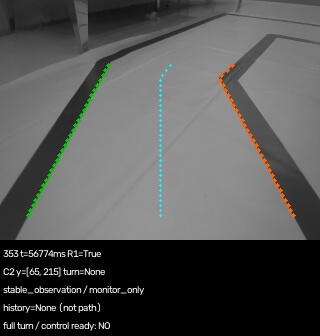 353 t=56774ms R1=True
C2 y=[65, 215] turn=None
stable_observation / monitor_only
history=None (not path)
full turn / control ready: NO